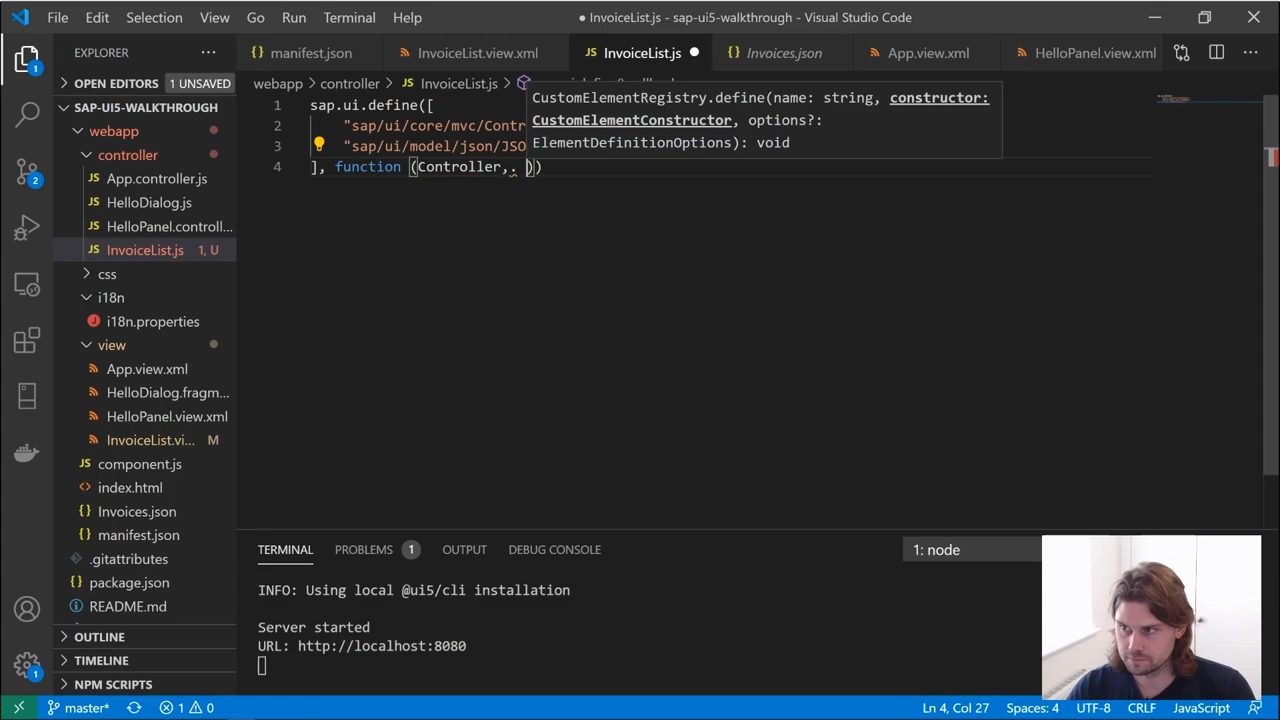 File Edit Selection View Go Run Terminal Help
● InvoiceList.js - sap-ui5-walkthrough - Visual Studio Code
EXPLORER
manifest.json InvoiceList.view.xml InvoiceList.js Invoices.json App.view.xml HelloPanel.view.xml
OPEN EDITORS 1 UNSAVED
webapp > controller > JS InvoiceList.js >
SAP-UI5-WALKTHROUGH
webapp
controller
JS App.controller.js
JS HelloDialog.js
JS HelloPanel.controll...
JS InvoiceList.js 1, U
css
i18n
i18n.properties
view
App.view.xml
HelloDialog.fragm...
HelloPanel.view.xml
InvoiceList.vi... M
JS component.js
index.html
{} Invoices.json
{} manifest.json
.gitattributes
{} package.json
README.md
OUTLINE
TIMELINE
NPM SCRIPTS
1 sap.ui.define([
2 "sap/ui/core/mvc/Contr
3 "sap/ui/model/json/JSO
4 ], function (Controller,. ))
CustomElementRegistry.define(name: string, constructor:
CustomElementConstructor, options?:
ElementDefinitionOptions): void
TERMINAL PROBLEMS 1 OUTPUT DEBUG CONSOLE 1: node
INFO: Using local @ui5/cli installation
Server started
URL: http://localhost:8080
1
2
1
master* 1 0 Ln 4, Col 27 Spaces: 4 UTF-8 CRLF JavaScript